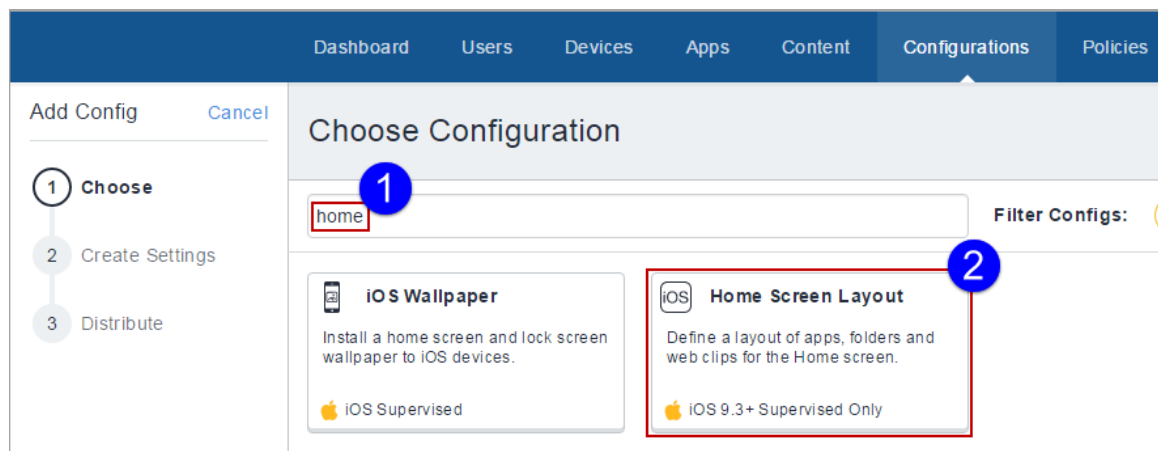 Dashboard Users Devices Apps Content Configurations Policies
Add Config Cancel
Choose Configuration
1 Choose
1
home
Filter Configs:
2 Create Settings
2
3 Distribute
iOS Wallpaper
Install a home screen and lock screen
wallpaper to iOS devices.
iOS Supervised
iOS Home Screen Layout
Define a layout of apps, folders and
web clips for the Home screen.
iOS 9.3+ Supervised Only